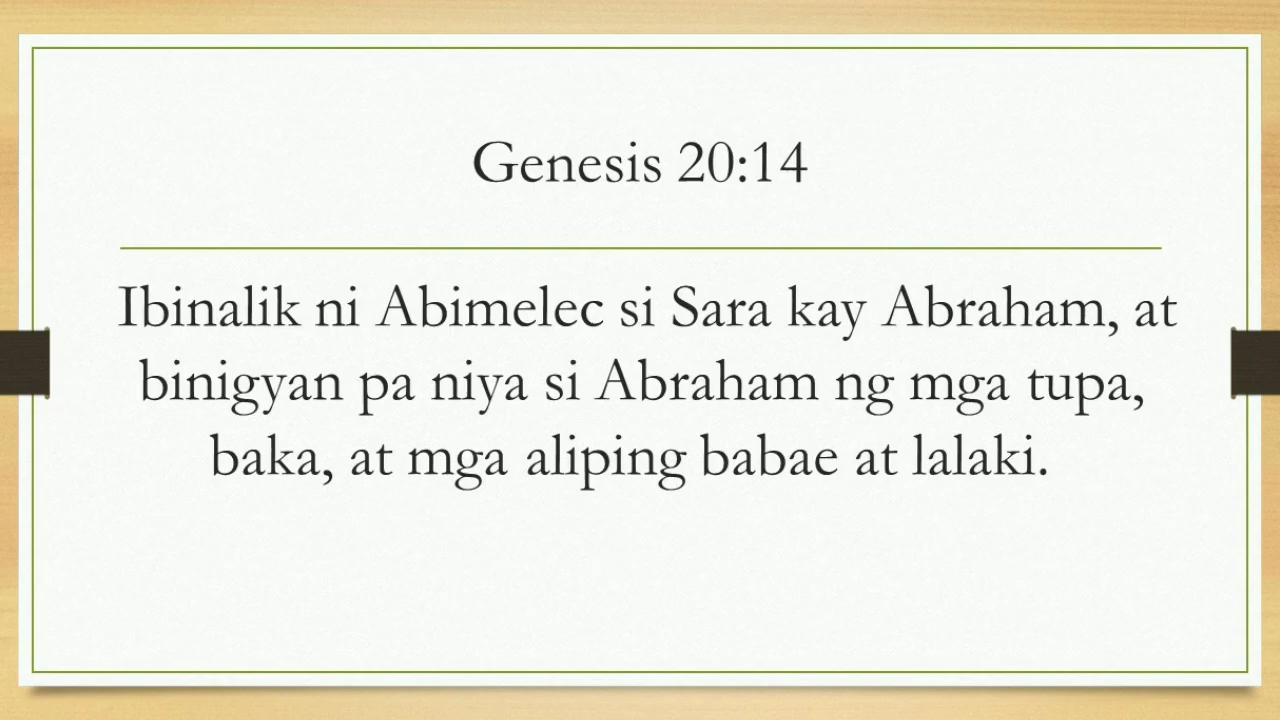 Genesis 20:14
Ibinalik ni Abimelec si Sara kay Abraham, at
binigyan pa niya si Abraham ng mga tupa,
baka, at mga aliping babae at lalaki.